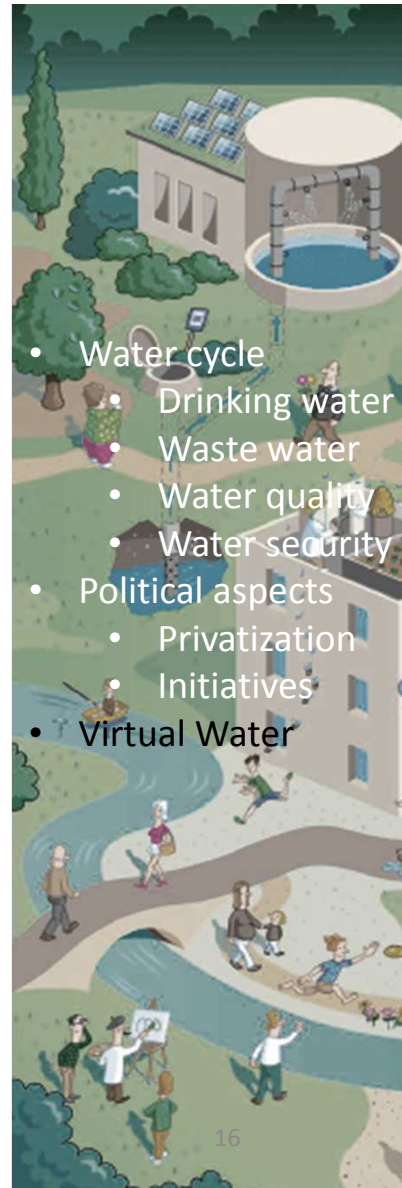 • Water cycle
• Drinking water
• Waste water
• Water quality
• Water security
• Political aspects
• Privatization
• Initiatives
• Virtual Water
16